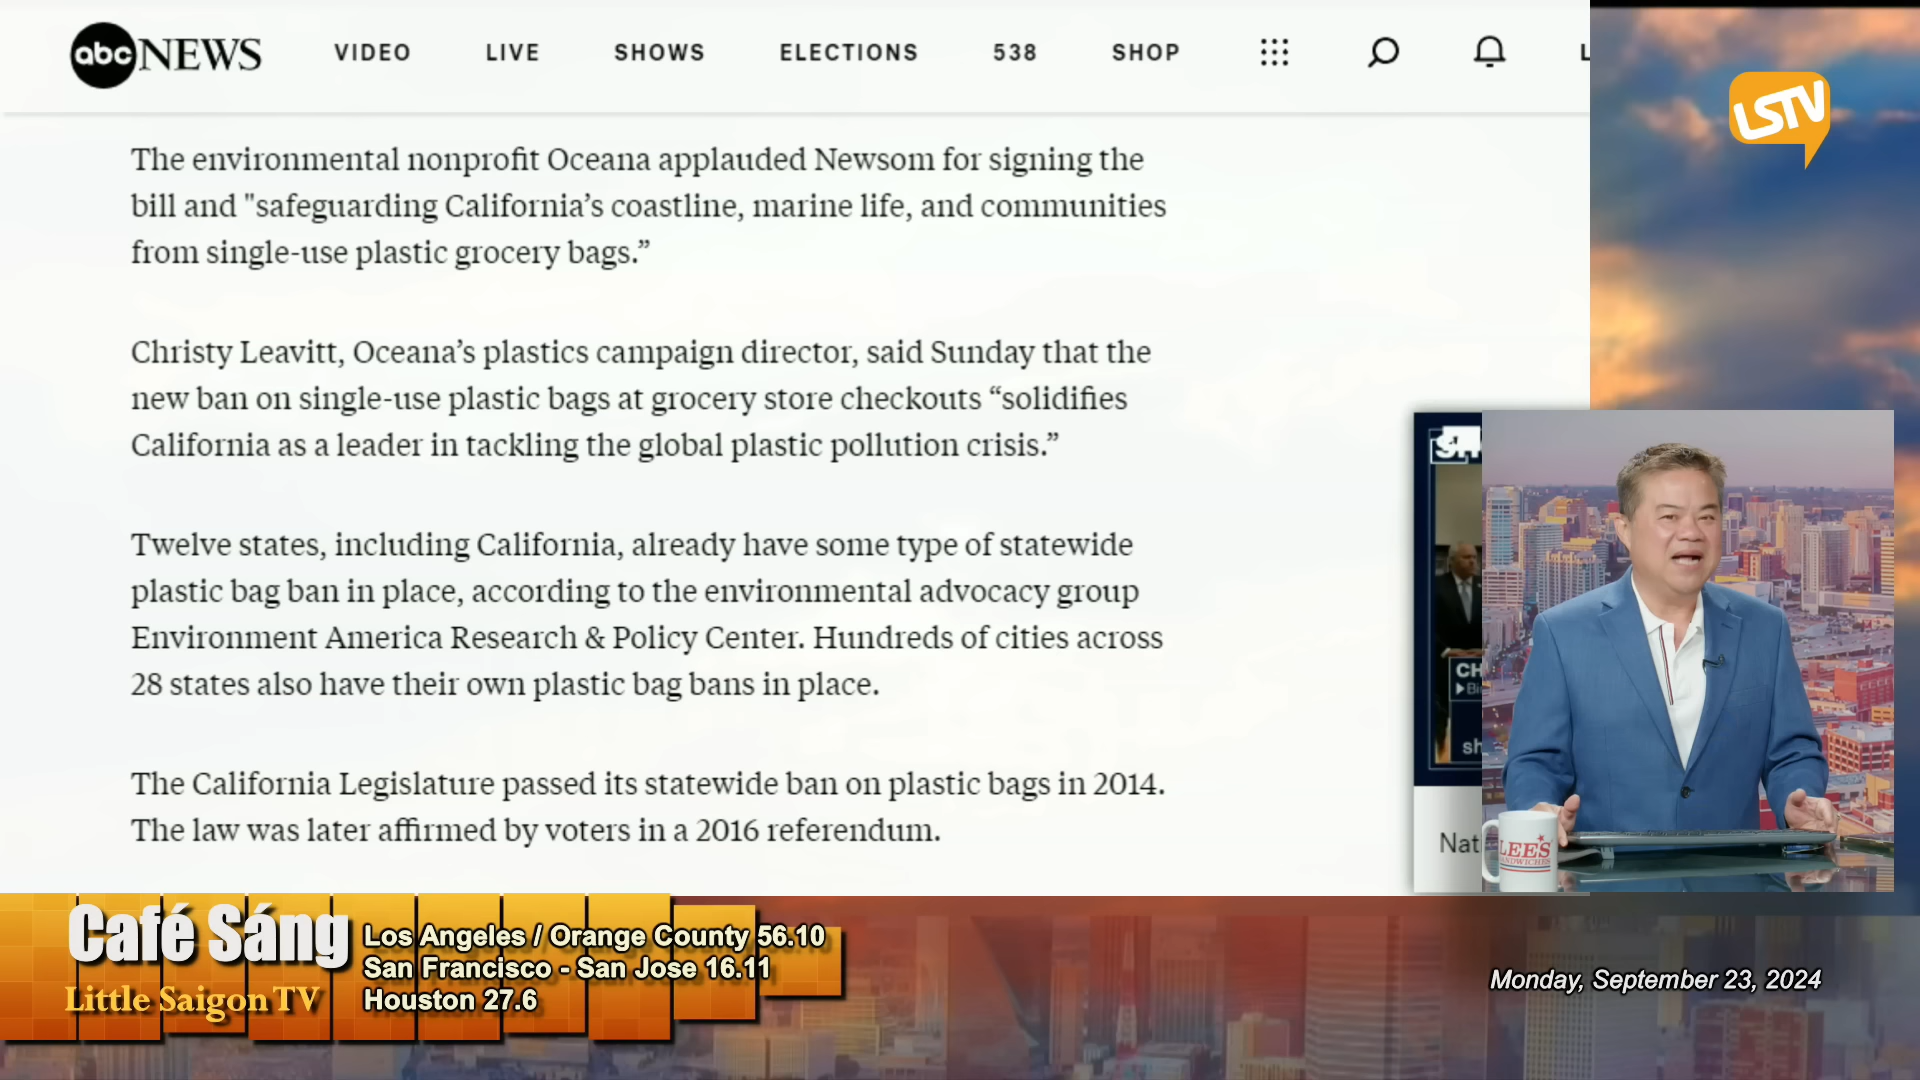 abc NEWS VIDEO LIVE SHOWS ELECTIONS 538 SHOP
LSTV
The environmental nonprofit Oceana applauded Newsom for signing the
bill and "safeguarding California’s coastline, marine life, and communities
from single-use plastic grocery bags.”
Christy Leavitt, Oceana’s plastics campaign director, said Sunday that the
new ban on single-use plastic bags at grocery store checkouts “solidifies
California as a leader in tackling the global plastic pollution crisis.”
Twelve states, including California, already have some type of statewide
plastic bag ban in place, according to the environmental advocacy group
Environment America Research & Policy Center. Hundreds of cities across
28 states also have their own plastic bag bans in place.
The California Legislature passed its statewide ban on plastic bags in 2014.
The law was later affirmed by voters in a 2016 referendum.
LEE'S
SANDWICHES
Café Sáng
Little Saigon TV
Los Angeles / Orange County 56.10
San Francisco - San Jose 16.11
Houston 27.6
Monday, September 23, 2024